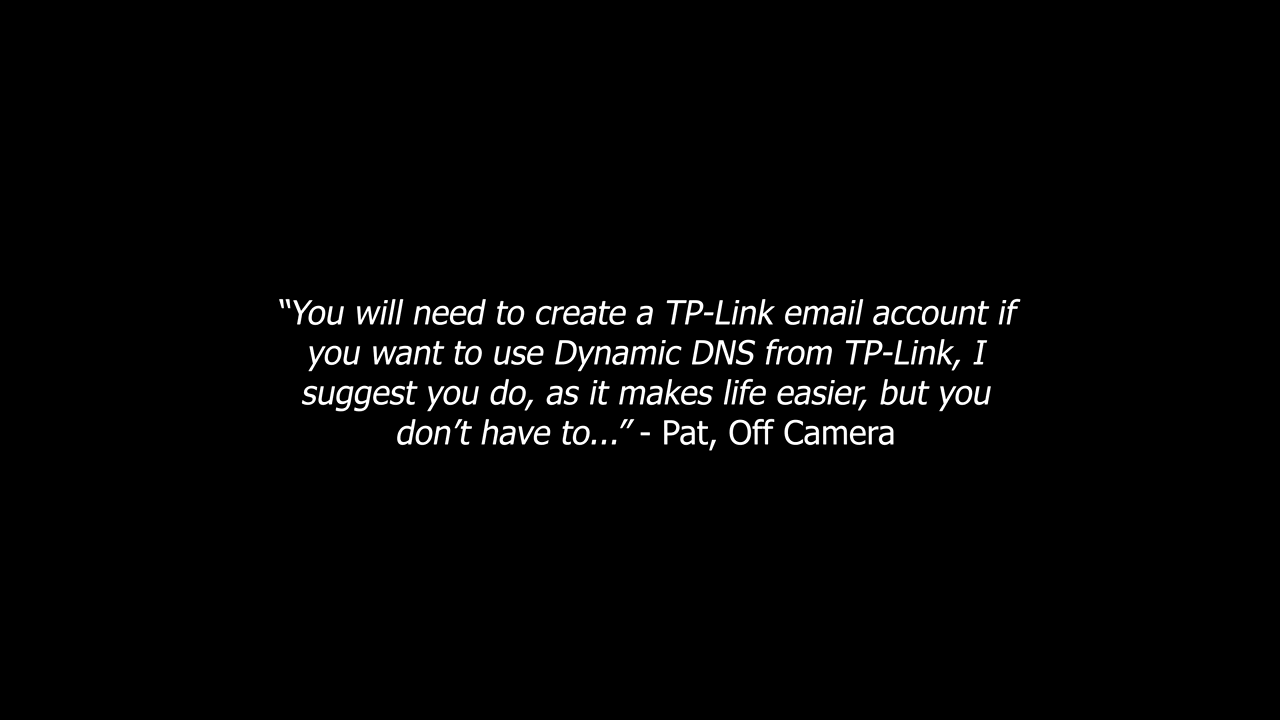 “You will need to create a TP-Link email account if
you want to use Dynamic DNS from TP-Link, I
suggest you do, as it makes life easier, but you
don’t have to...” - Pat, Off Camera